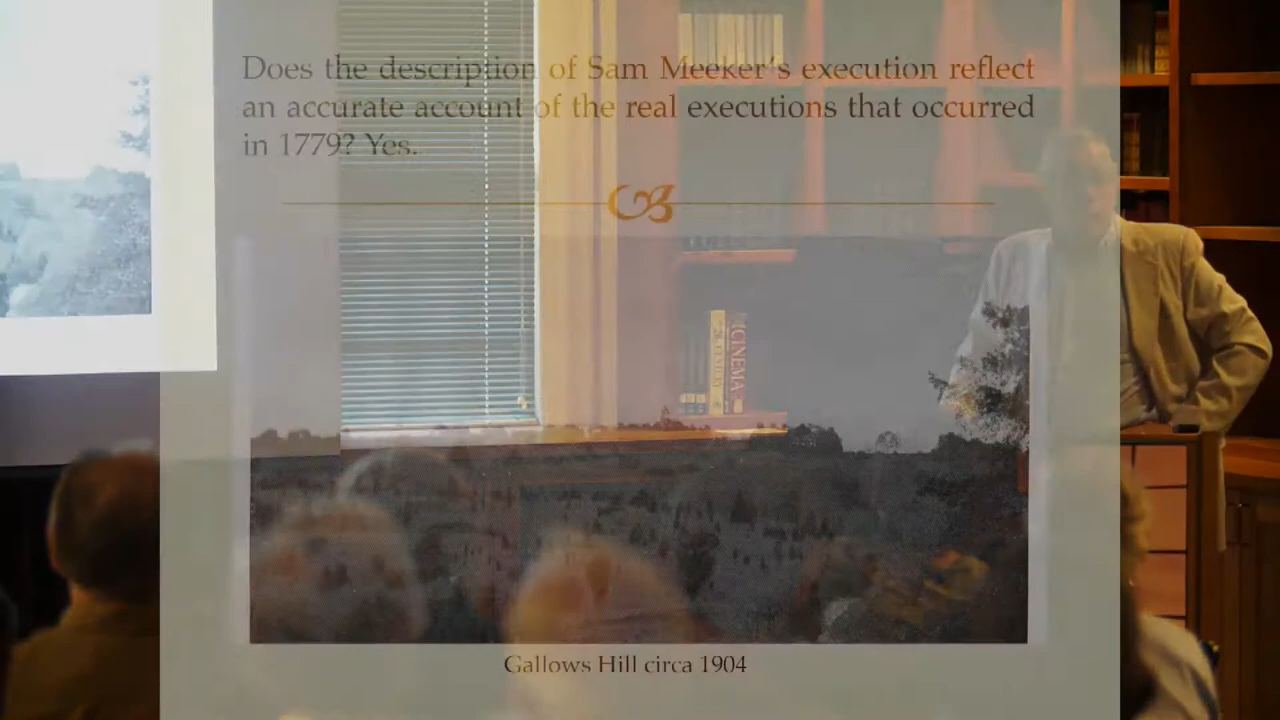 Does the description of Sam Meeker's execution reflect
an accurate account of the real executions that occurred
in 1779? Yes.
CINEMA
Gallows Hill circa 1904